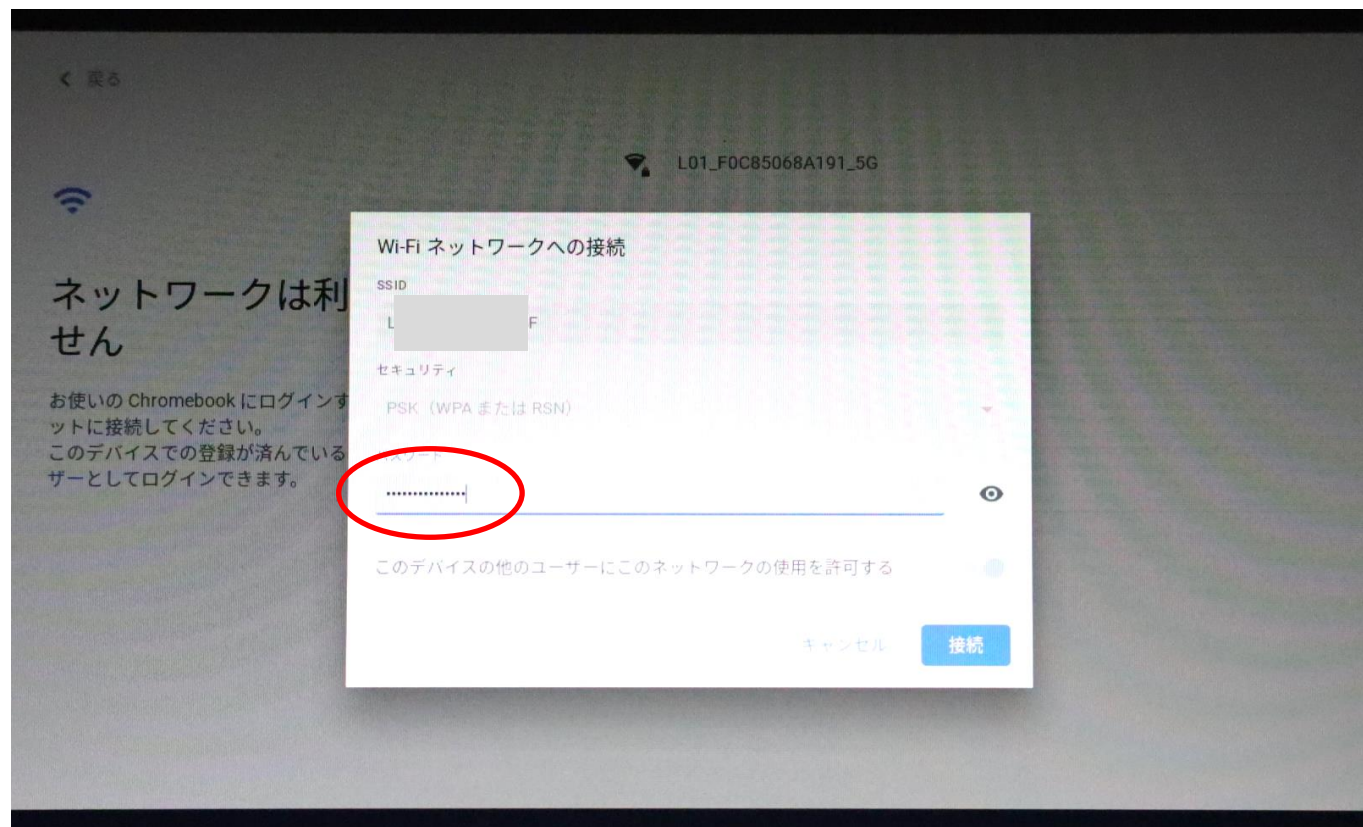 戻る
L01_F0C85068A191_5G
ネットワークは利
せん
お使いの Chromebook にログインす
ットに接続してください。
このデバイスでの登録が済んでいる
ザーとしてログインできます。
Wi-Fi ネットワークへの接続
SSID
L F
セキュリティ
PSK（WPA または RSN）
パスワード
•••••••••••••••
このデバイスの他のユーザーにこのネットワークの使用を許可する
キャンセル
接続